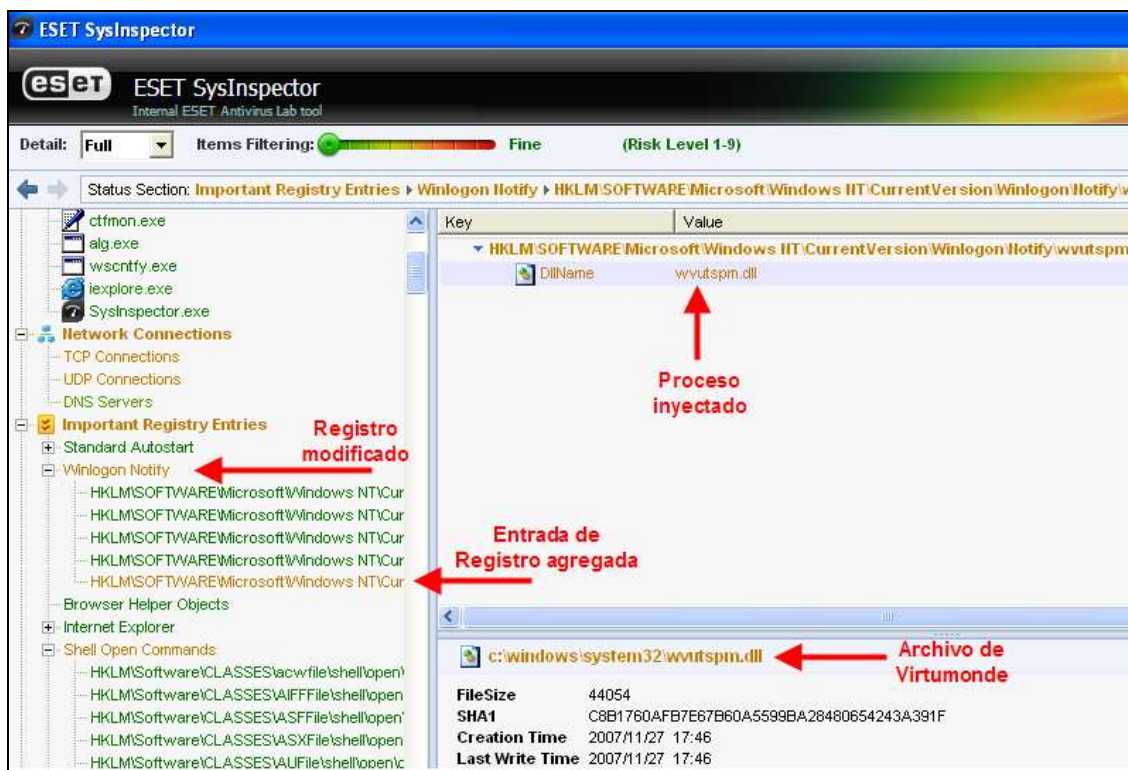 ESET SysInspector
eseT ESET SysInspector
Internal ESET Antivirus Lab tool
Detail: Full Items Filtering: Fine (Risk Level 1-9)
Status Section: Important Registry Entries Winlogon Notify HKLM\SOFTWARE\Microsoft\Windows NT\CurrentVersion\Winlogon\Notify\w
ctfmon.exe
alg.exe
wscntfy.exe
iexplore.exe
SysInspector.exe
Network Connections
TCP Connections
UDP Connections
DNS Servers
Important Registry Entries
Standard Autostart
Winlogon Notify
HKLM\SOFTWARE\Microsoft\Windows NT\Cur
HKLM\SOFTWARE\Microsoft\Windows NT\Cur
HKLM\SOFTWARE\Microsoft\Windows NT\Cur
HKLM\SOFTWARE\Microsoft\Windows NT\Cur
HKLM\SOFTWARE\Microsoft\Windows NT\Cur
Browser Helper Objects
Internet Explorer
Shell Open Commands
HKLM\Software\CLASSES\acwfile\shell\open\
HKLM\Software\CLASSES\AIFFFile\shell\open
HKLM\Software\CLASSES\ASFFile\shell\open'
HKLM\Software\CLASSES\ASXFile\shell\open
HKLM\Software\CLASSES\AUFile\shell\open\c
Registro
modificado
Key Value
HKLM\SOFTWARE\Microsoft\Windows NT\CurrentVersion\Winlogon\Notify\wvutspm
DllName wvutspm.dll
Proceso
inyectado
Entrada de
Registro agregada
c:\windows\system32\wvutspm.dll
Archivo de
Virtumonde
FileSize 44054
SHA1 C8B1760AFB7E67B60A5599BA28480654243A391F
Creation Time 2007/11/27 17:46
Last Write Time 2007/11/27 17:46